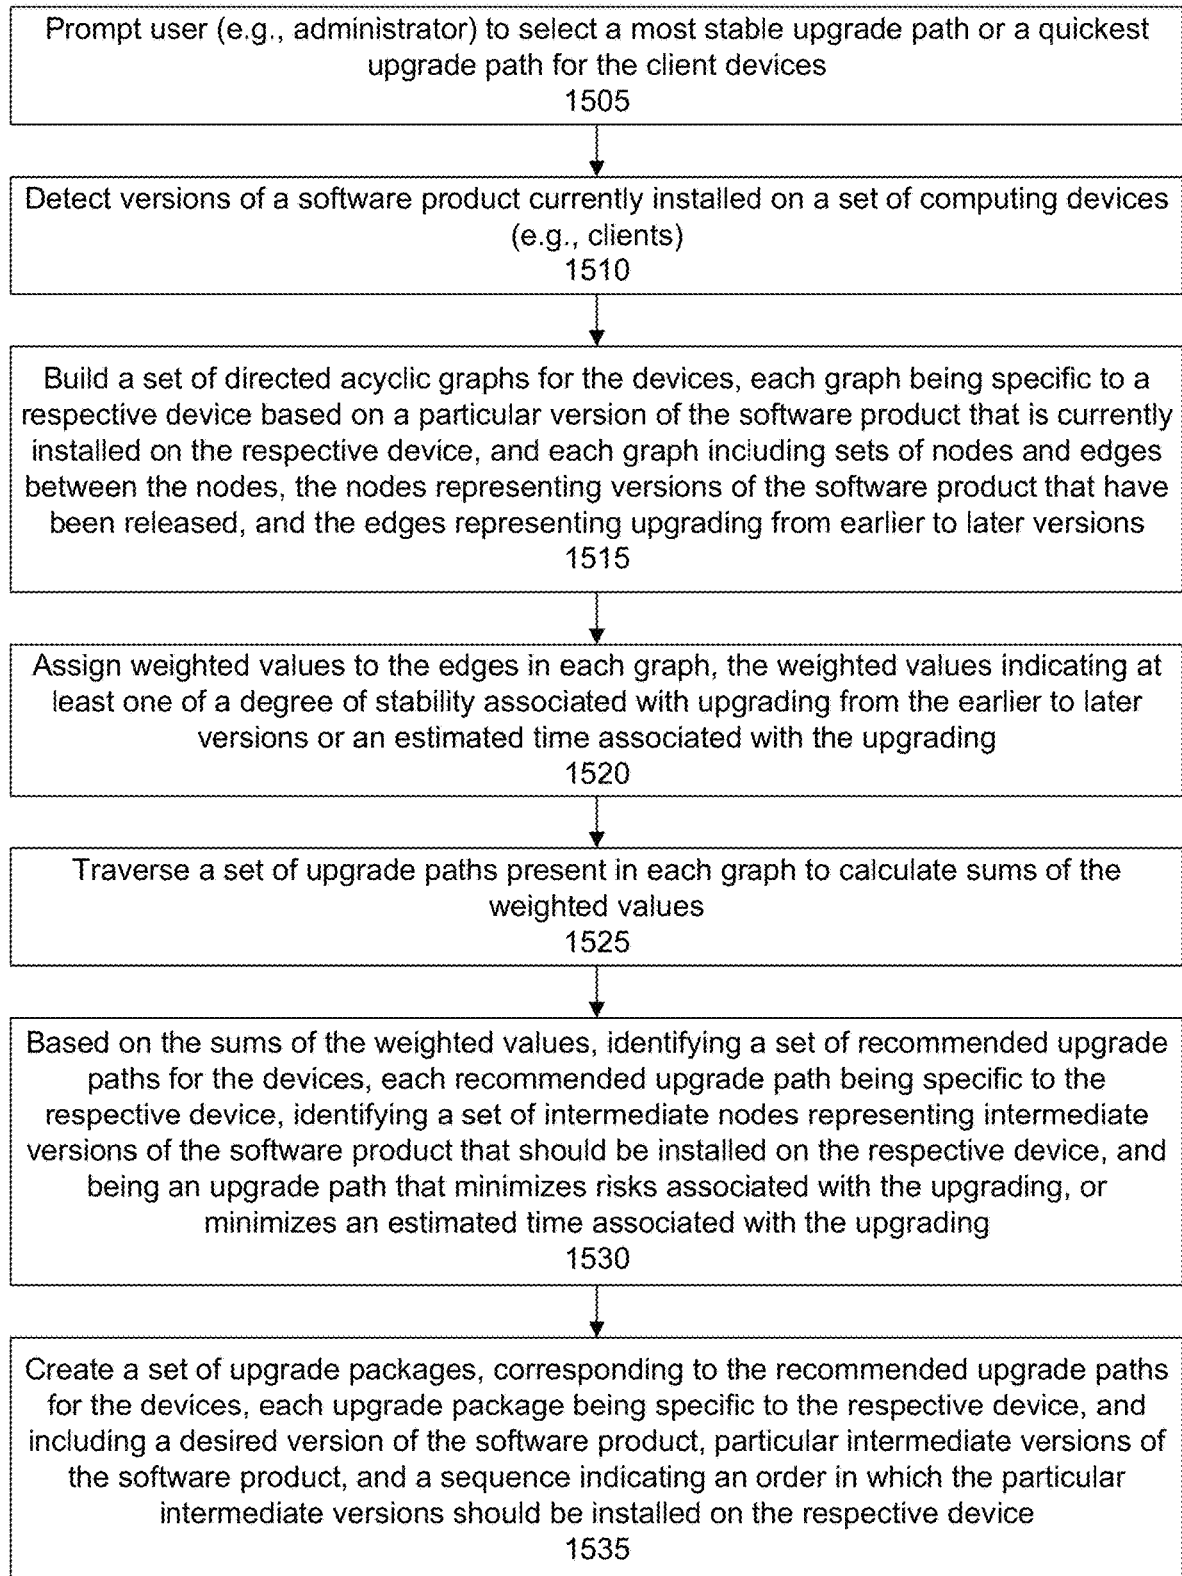 Prompt user (e.g., administrator) to select a most stable upgrade path or a quickest
upgrade path for the client devices
1505
Detect versions of a software product currently installed on a set of computing devices
(e.g., clients)
1510
Build a set of directed acyclic graphs for the devices, each graph being specific to a
respective device based on a particular version of the software product that is currently
installed on the respective device, and each graph including sets of nodes and edges
between the nodes, the nodes representing versions of the software product that have
been released, and the edges representing upgrading from earlier to later versions
1515
Assign weighted values to the edges in each graph, the weighted values indicating at
least one of a degree of stability associated with upgrading from the earlier to later
versions or an estimated time associated with the upgrading
1520
Traverse a set of upgrade paths present in each graph to calculate sums of the
weighted values
1525
Based on the sums of the weighted values, identifying a set of recommended upgrade
paths for the devices, each recommended upgrade path being specific to the
respective device, identifying a set of intermediate nodes representing intermediate
versions of the software product that should be installed on the respective device, and
being an upgrade path that minimizes risks associated with the upgrading, or
minimizes an estimated time associated with the upgrading
1530
Create a set of upgrade packages, corresponding to the recommended upgrade paths
for the devices, each upgrade package being specific to the respective device, and
including a desired version of the software product, particular intermediate versions of
the software product, and a sequence indicating an order in which the particular
intermediate versions should be installed on the respective device
1535